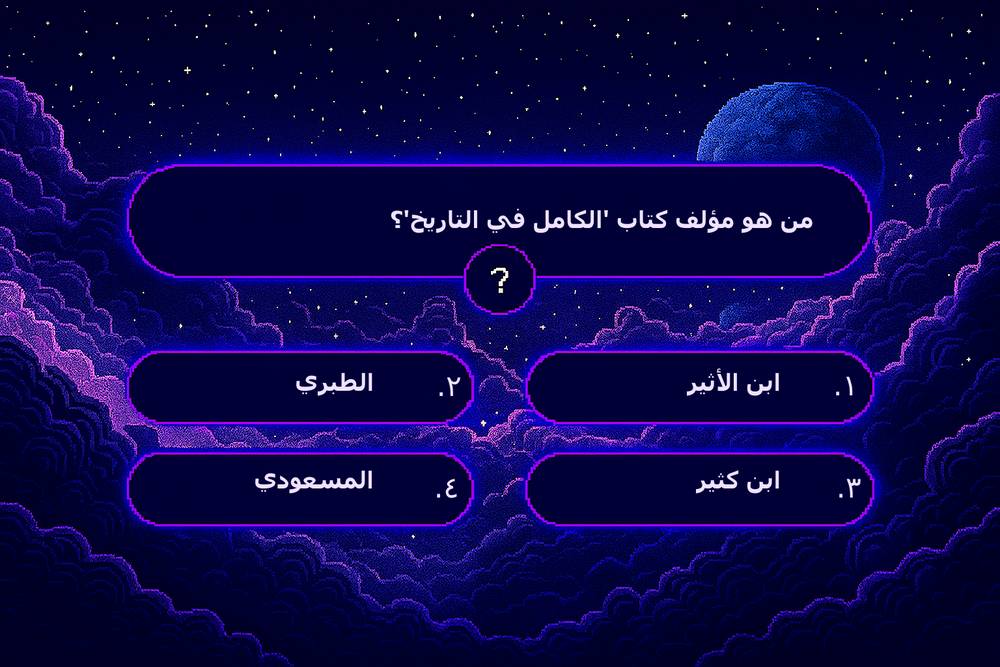 من هو مؤلف كتاب 'الكامل في التاريخ'؟
?
١. ابن الأثير
٢. الطبري
٣. ابن كثير
٤. المسعودي